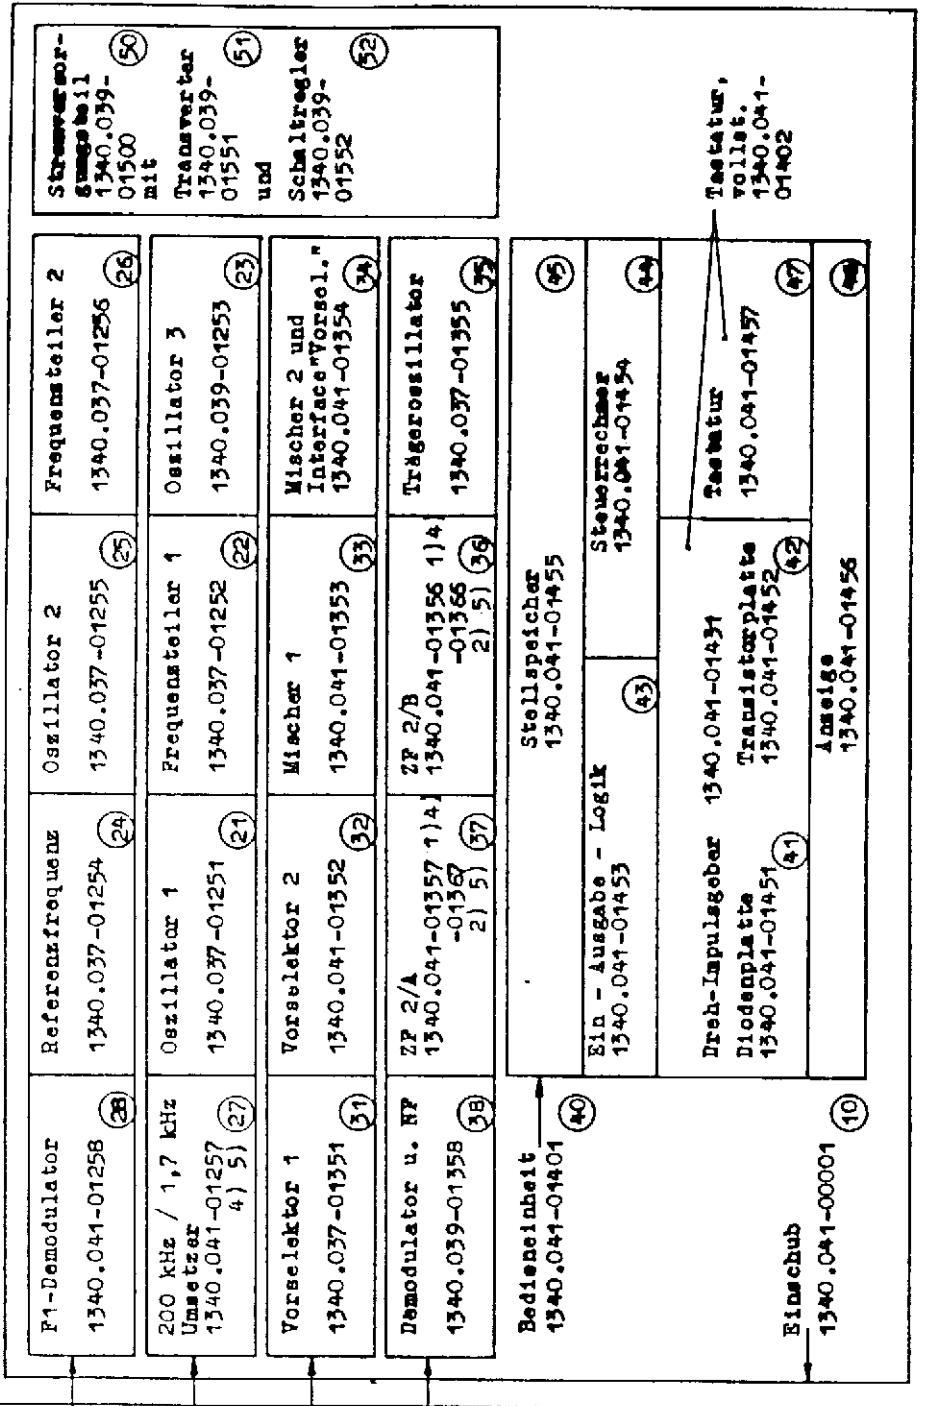 F1-Demodulator
1340.041-01258
28
Referenzfrequenz
1340.037-01254
24
Oszillator 2
1340.037-01255
25
Frequenzteiler 2
1340.037-01256
26
Stromversor-
gungsteil
1340.039-
01500
mit
50
Transverter
1340.039-
01551
51
und
Schaltregler
1340.039-
01552
52
200 kHz / 1,7 kHz
Umsetzer
1340.041-01257
4) 5)
27
Oszillator 1
1340.037-01251
21
Frequenzteiler 1
1340.037-01252
22
Oszillator 3
1340.039-01253
23
Vorselektor 1
1340.037-01351
31
Vorselektor 2
1340.041-01352
32
Mischer 1
1340.041-01353
33
Mischer 2 und
Interface"Vorsel."
1340.041-01354
34
Demodulator u. NF
1340.039-01358
38
ZF 2/A
1340.041-01357 1)4)
-01367
2) 5)
37
ZF 2/B
1340.041-01356 1)4)
-01366
2) 5)
36
Trägeroszillator
1340.037-01355
35
Bedieneinheit
1340.041-01401
40
Stellspeicher
1340.041-01455
45
Ein - Ausgabe - Logik
1340.041-01453
43
Steuerrechner
1340.041-01454
44
Dreh-Impulsgeber 1340.041-01431
Diodenplatte
1340.041-01451
41
Transistorplatte
1340.041-01452
42
Tastatur
1340.041-01457
47
Tastatur,
vollst.
1340.041-
01402
Anzeige
1340.041-01456
Einschub
1340.041-00001
10